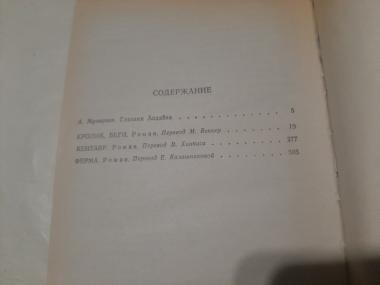 СОДЕРЖАНИЕ
А. Мулярчик. Глазами Апдайка . . . . . . . . . . . . . . 5
КРОЛИК, БЕГИ. Роман. Перевод М. Беккер . . . . . . . 19
КЕНТАВР. Роман. Перевод В. Хинкиса . . . . . . . . . 277
ФЕРМА. Роман. Перевод Е. Калашниковой . . . . . . . 505